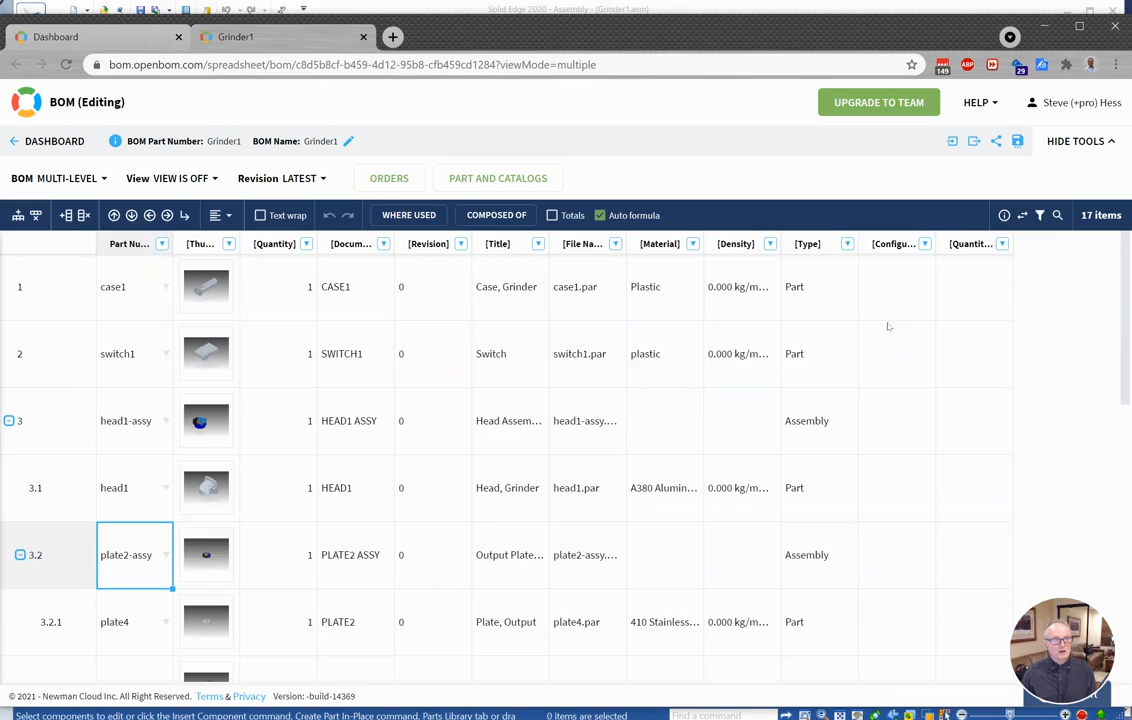 Solid Edge 2020 - Assembly - [Grinder1.asm]
Dashboard
Grinder1
bom.openbom.com/spreadsheet/bom/c8d5b8cf-b459-4d12-95b8-cfb459cd1284?viewMode=multiple
149
ABP
29
BOM (Editing)
UPGRADE TO TEAM
HELP
Steve (+pro) Hess
DASHBOARD
BOM Part Number: Grinder1
BOM Name: Grinder1
HIDE TOOLS
BOM MULTI-LEVEL
View VIEW IS OFF
Revision LATEST
ORDERS
PART AND CATALOGS
Text wrap
WHERE USED
COMPOSED OF
Totals
Auto formula
17 items
Part Nu... [Thu... [Quantity] [Docum... [Revision] [Title] [File Na... [Material] [Density] [Type] [Configu... [Quantit...
1 case1 1 CASE1 0 Case, Grinder case1.par Plastic 0.000 kg/m... Part
2 switch1 1 SWITCH1 0 Switch switch1.par plastic 0.000 kg/m... Part
3 head1-assy 1 HEAD1 ASSY 0 Head Assem... head1-assy.... Assembly
3.1 head1 1 HEAD1 0 Head, Grinder head1.par A380 Alumin... 0.000 kg/m... Part
3.2 plate2-assy 1 PLATE2 ASSY 0 Output Plate... plate2-assy.... Assembly
3.2.1 plate4 1 PLATE2 0 Plate, Output plate4.par 410 Stainless... 0.000 kg/m... Part
© 2021 - Newman Cloud Inc. All Right Reserved. Terms & Privacy Version: -build-14369
Select components to edit or click the Insert Component command, Create Part In-Place command, Parts Library tab or dra
0 items are selected
Find a command